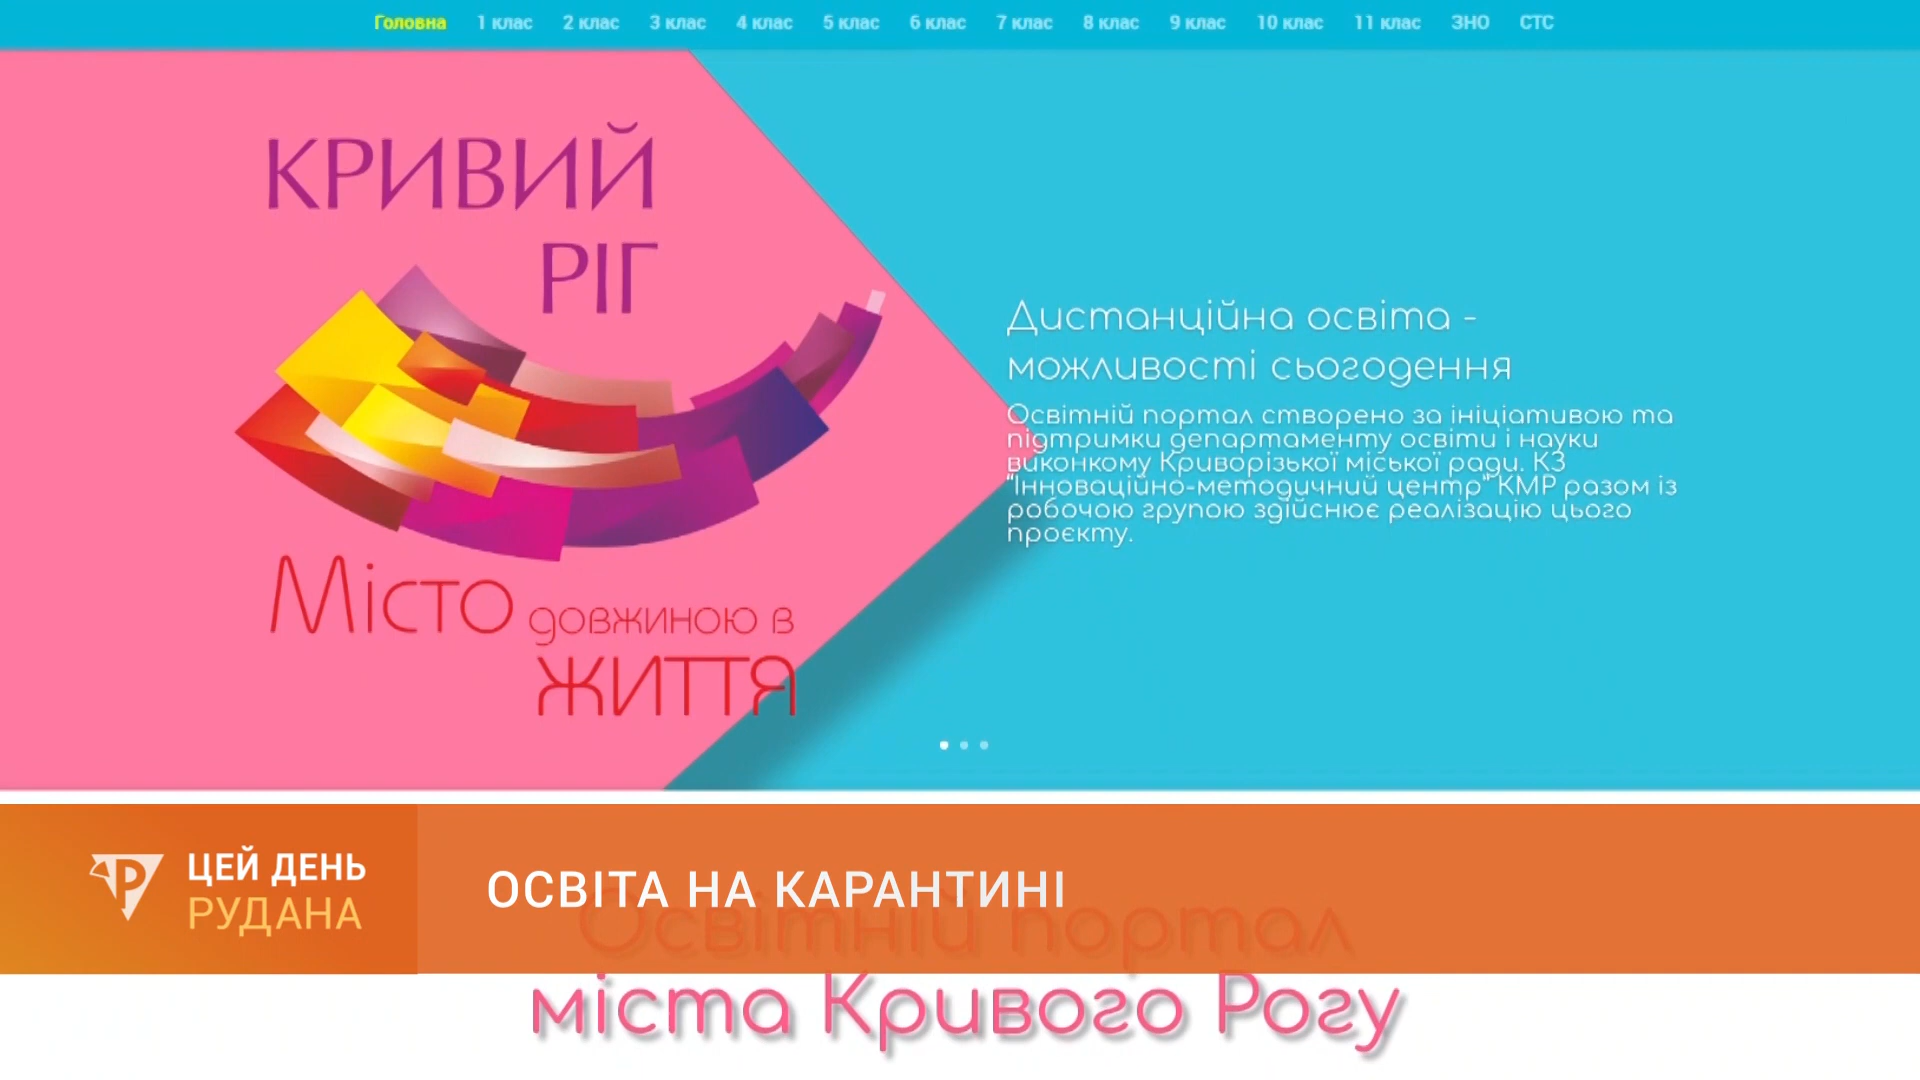 Головна 1 клас 2 клас 3 клас 4 клас 5 клас 6 клас 7 клас 8 клас 9 клас 10 клас 11 клас ЗНО СТС
КРИВИЙ
РІГ
Місто довжиною в
ЖИТТЯ
Дистанційна освіта -
можливості сьогодення
Освітній портал створено за ініціативою та
підтримки департаменту освіти і науки
виконкому Криворізької міської ради. КЗ
“Інноваційно-методичний центр” КМР разом із
робочою групою здійснює реалізацію цього
проєкту.
ЦЕЙ ДЕНЬ
РУДАНА
ОСВІТА НА КАРАНТИНІ
Освітній портал
міста Кривого Рогу